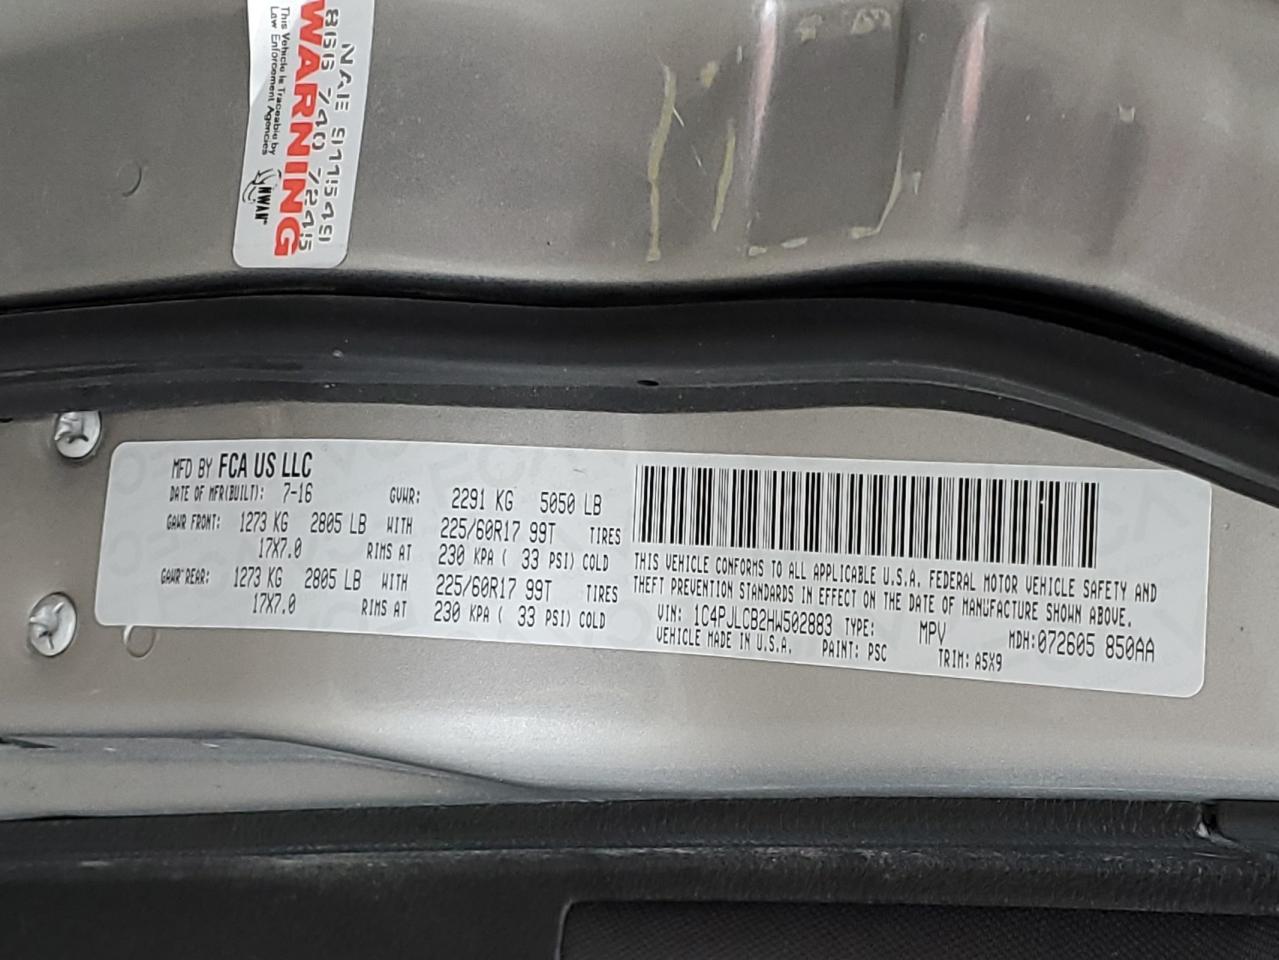 NAE 9115491
866 740 7245
WARNING
This Vehicle is Traceable by
Law Enforcement Agencies
NWAN
MFD BY FCA US LLC
DATE OF MFR(BUILT): 7-16 GVWR: 2291 KG 5050 LB
GAWR FRONT: 1273 KG 2805 LB WITH 225/60R17 99T TIRES
17X7.0 RIMS AT 230 KPA ( 33 PSI) COLD
GAWR REAR: 1273 KG 2805 LB WITH 225/60R17 99T TIRES
17X7.0 RIMS AT 230 KPA ( 33 PSI) COLD
THIS VEHICLE CONFORMS TO ALL APPLICABLE U.S.A. FEDERAL MOTOR VEHICLE SAFETY AND
THEFT PREVENTION STANDARDS IN EFFECT ON THE DATE OF MANUFACTURE SHOWN ABOVE.
VIN: 1C4PJLCB2HW502883 TYPE: MPV MDH:072605 850AA
VEHICLE MADE IN U.S.A. PAINT: PSC TRIM: A5X9